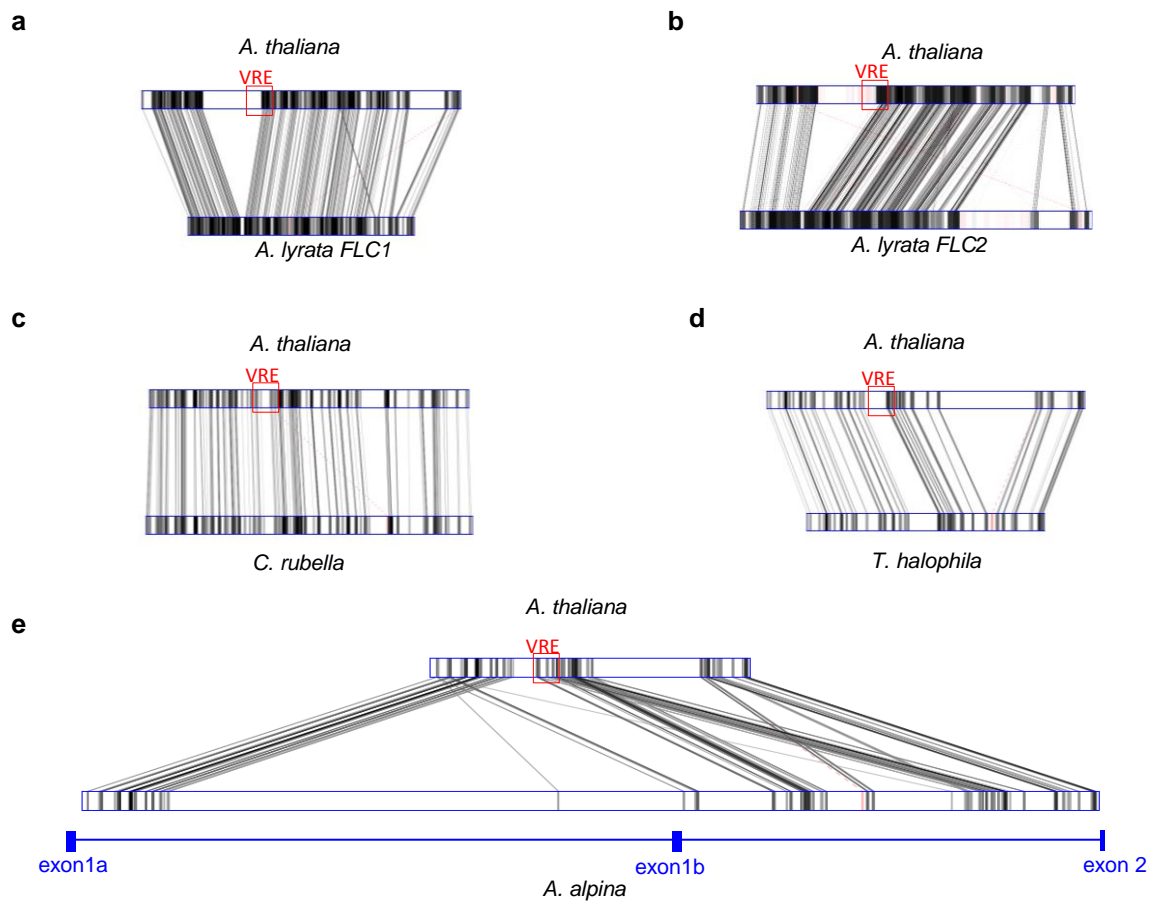 a
A. thaliana
VRE
A. lyrata FLC1
b
A. thaliana
VRE
A. lyrata FLC2
c
A. thaliana
VRE
C. rubella
d
A. thaliana
VRE
T. halophila
e
A. thaliana
VRE
exon1a
exon1b
exon 2
A. alpina